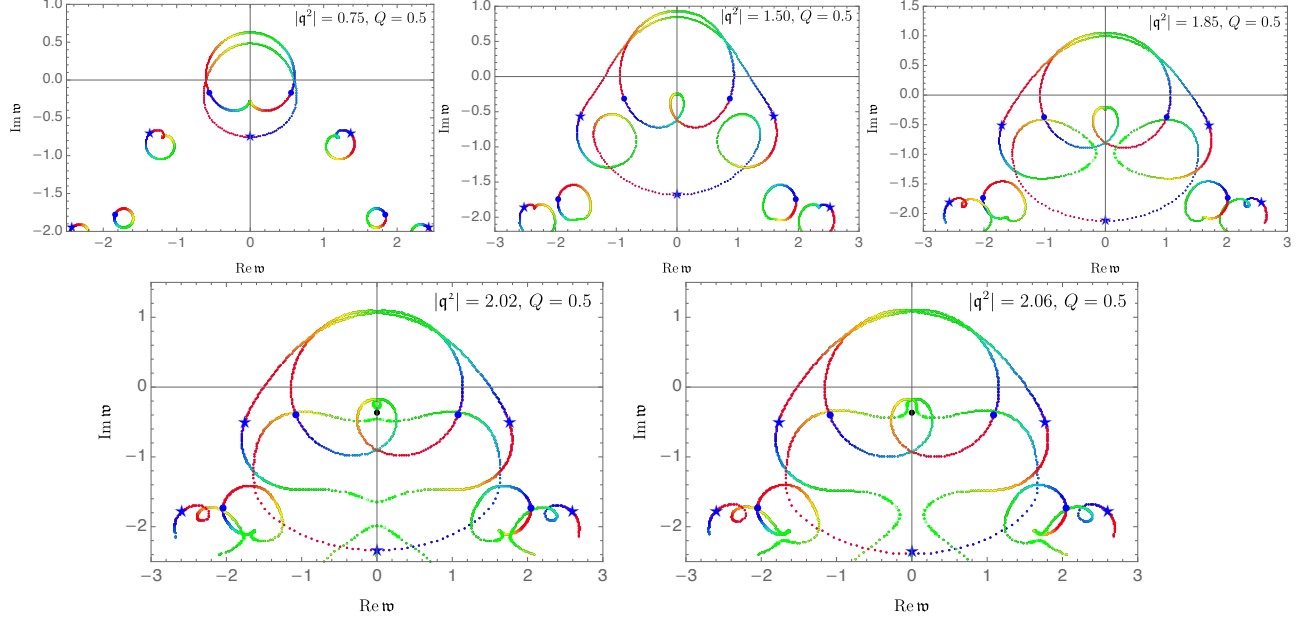 |𝔮²| = 0.75, Q = 0.5
1.0
0.5
0.0
−0.5
−1.0
−1.5
−2.0
Im 𝔴
−2 −1 0 1 2
Re 𝔴
|𝔮²| = 1.50, Q = 0.5
1.0
0.5
0.0
−0.5
−1.0
−1.5
−2.0
Im 𝔴
−3 −2 −1 0 1 2 3
Re 𝔴
|𝔮²| = 1.85, Q = 0.5
1.5
1.0
0.5
0.0
−0.5
−1.0
−1.5
−2.0
Im 𝔴
−3 −2 −1 0 1 2 3
Re 𝔴
|𝔮²| = 2.02, Q = 0.5
1
0
−1
−2
Im 𝔴
−3 −2 −1 0 1 2 3
Re 𝔴
|𝔮²| = 2.06, Q = 0.5
1
0
−1
−2
Im 𝔴
−3 −2 −1 0 1 2 3
Re 𝔴